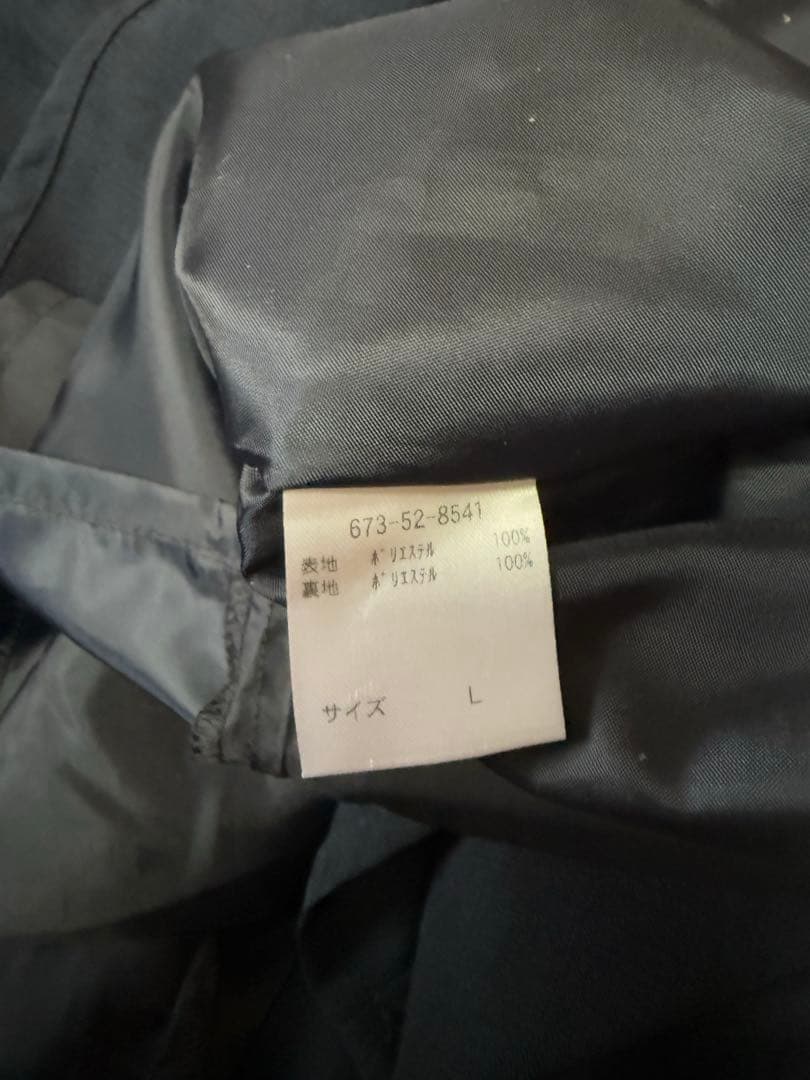 673-52-8541
表地 ポリエステル 100%
裏地 ポリエステル 100%
サイズ L